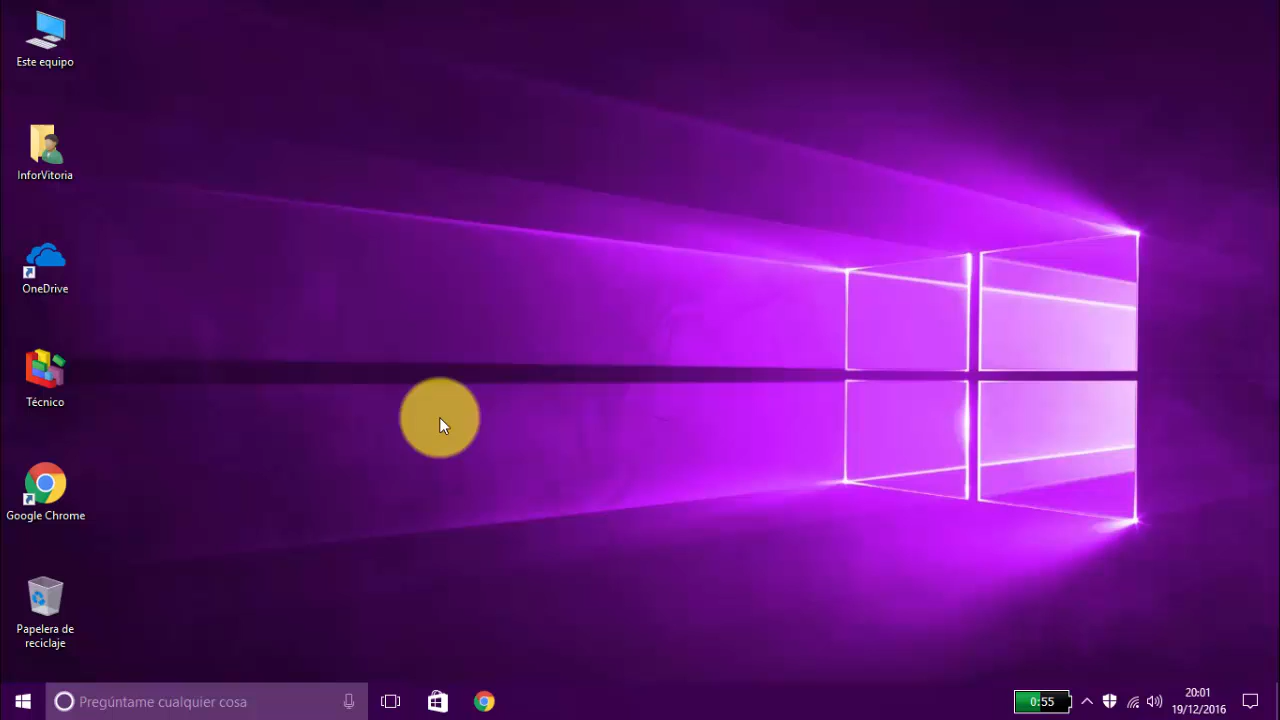 Este equipo
InforVitoria
OneDrive
Técnico
Google Chrome
Papelera de
reciclaje
Pregúntame cualquier cosa
0:55
20:01
19/12/2016